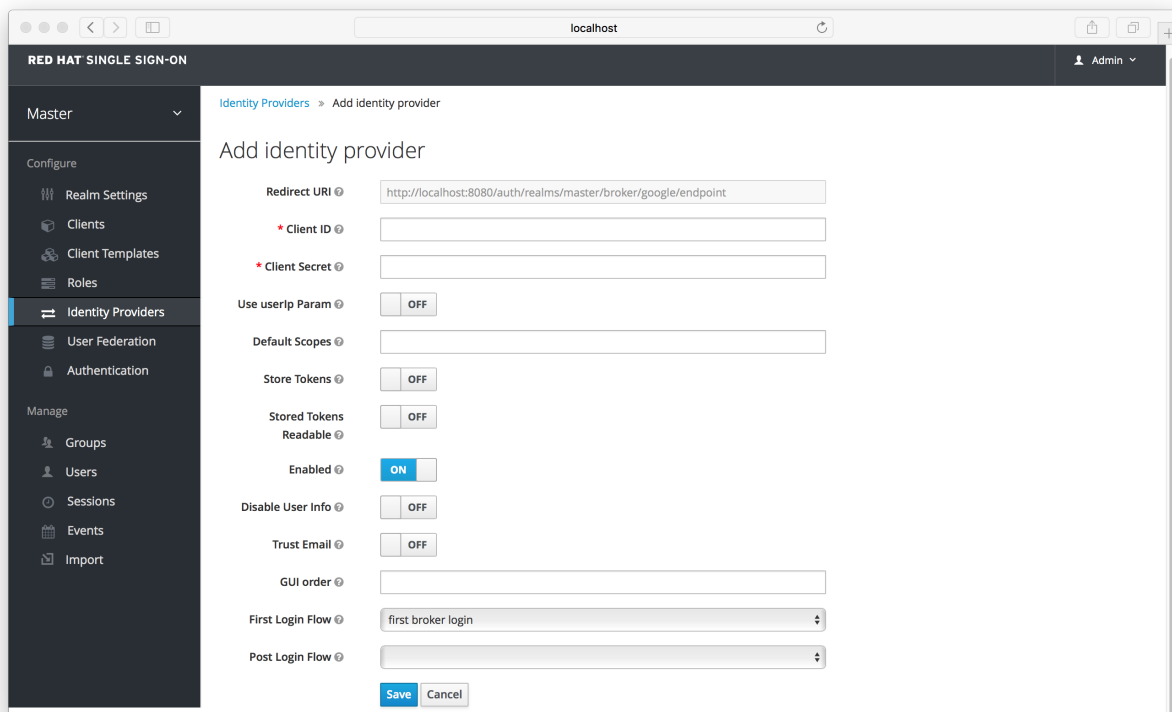 localhost
RED HAT SINGLE SIGN-ON
Admin
Master
Identity Providers » Add identity provider
Add identity provider
Configure
Realm Settings
Clients
Client Templates
Roles
Identity Providers
User Federation
Authentication
Manage
Groups
Users
Sessions
Events
Import
Redirect URI
http://localhost:8080/auth/realms/master/broker/google/endpoint
* Client ID
* Client Secret
Use userIp Param
OFF
Default Scopes
Store Tokens
OFF
Stored Tokens
Readable
OFF
Enabled
ON
Disable User Info
OFF
Trust Email
OFF
GUI order
First Login Flow
first broker login
Post Login Flow
Save Cancel